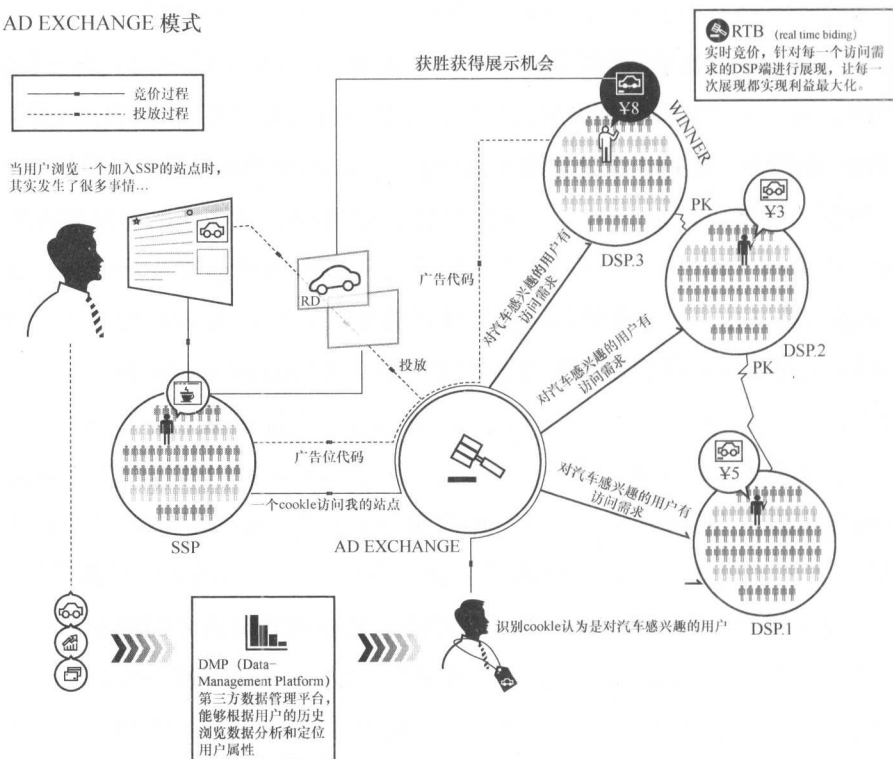 AD EXCHANGE 模式
RTB (real time biding)
实时竞价，针对每一个访问需
求的DSP端进行展现，让每一
次展现都实现利益最大化。
竞价过程
投放过程
获胜获得展示机会
¥8
WINNER
当用户浏览一个加入SSP的站点时，
其实发生了很多事情…
PK
¥3
DSP.3
RD
广告代码
对汽车感兴趣的用户有
访问需求
DSP.2
对汽车感兴趣的用户有
访问需求
PK
投放
¥5
广告位代码
对汽车感兴趣的用户有
访问需求
一个cookle访问我的站点
SSP
AD EXCHANGE
DSP.1
识别cookle认为是对汽车感兴趣的用户
DMP（Data-
Management Platform）
第三方数据管理平台，
能够根据用户的历史
浏览数据分析和定位
用户属性